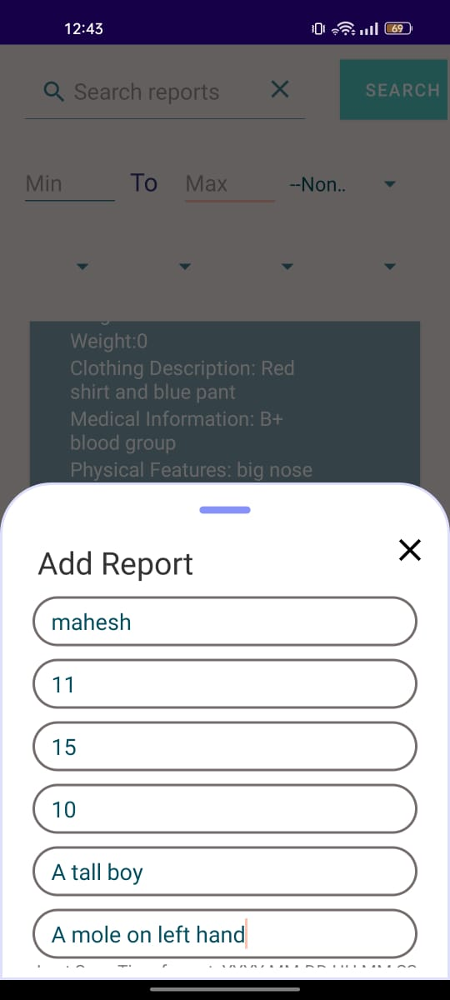 12:43
69
Search reports
SEARCH
Min To Max --Non..
Weight:0
Clothing Description: Red
shirt and blue pant
Medical Information: B+
blood group
Physical Features: big nose
Add Report
mahesh
11
15
10
A tall boy
A mole on left hand